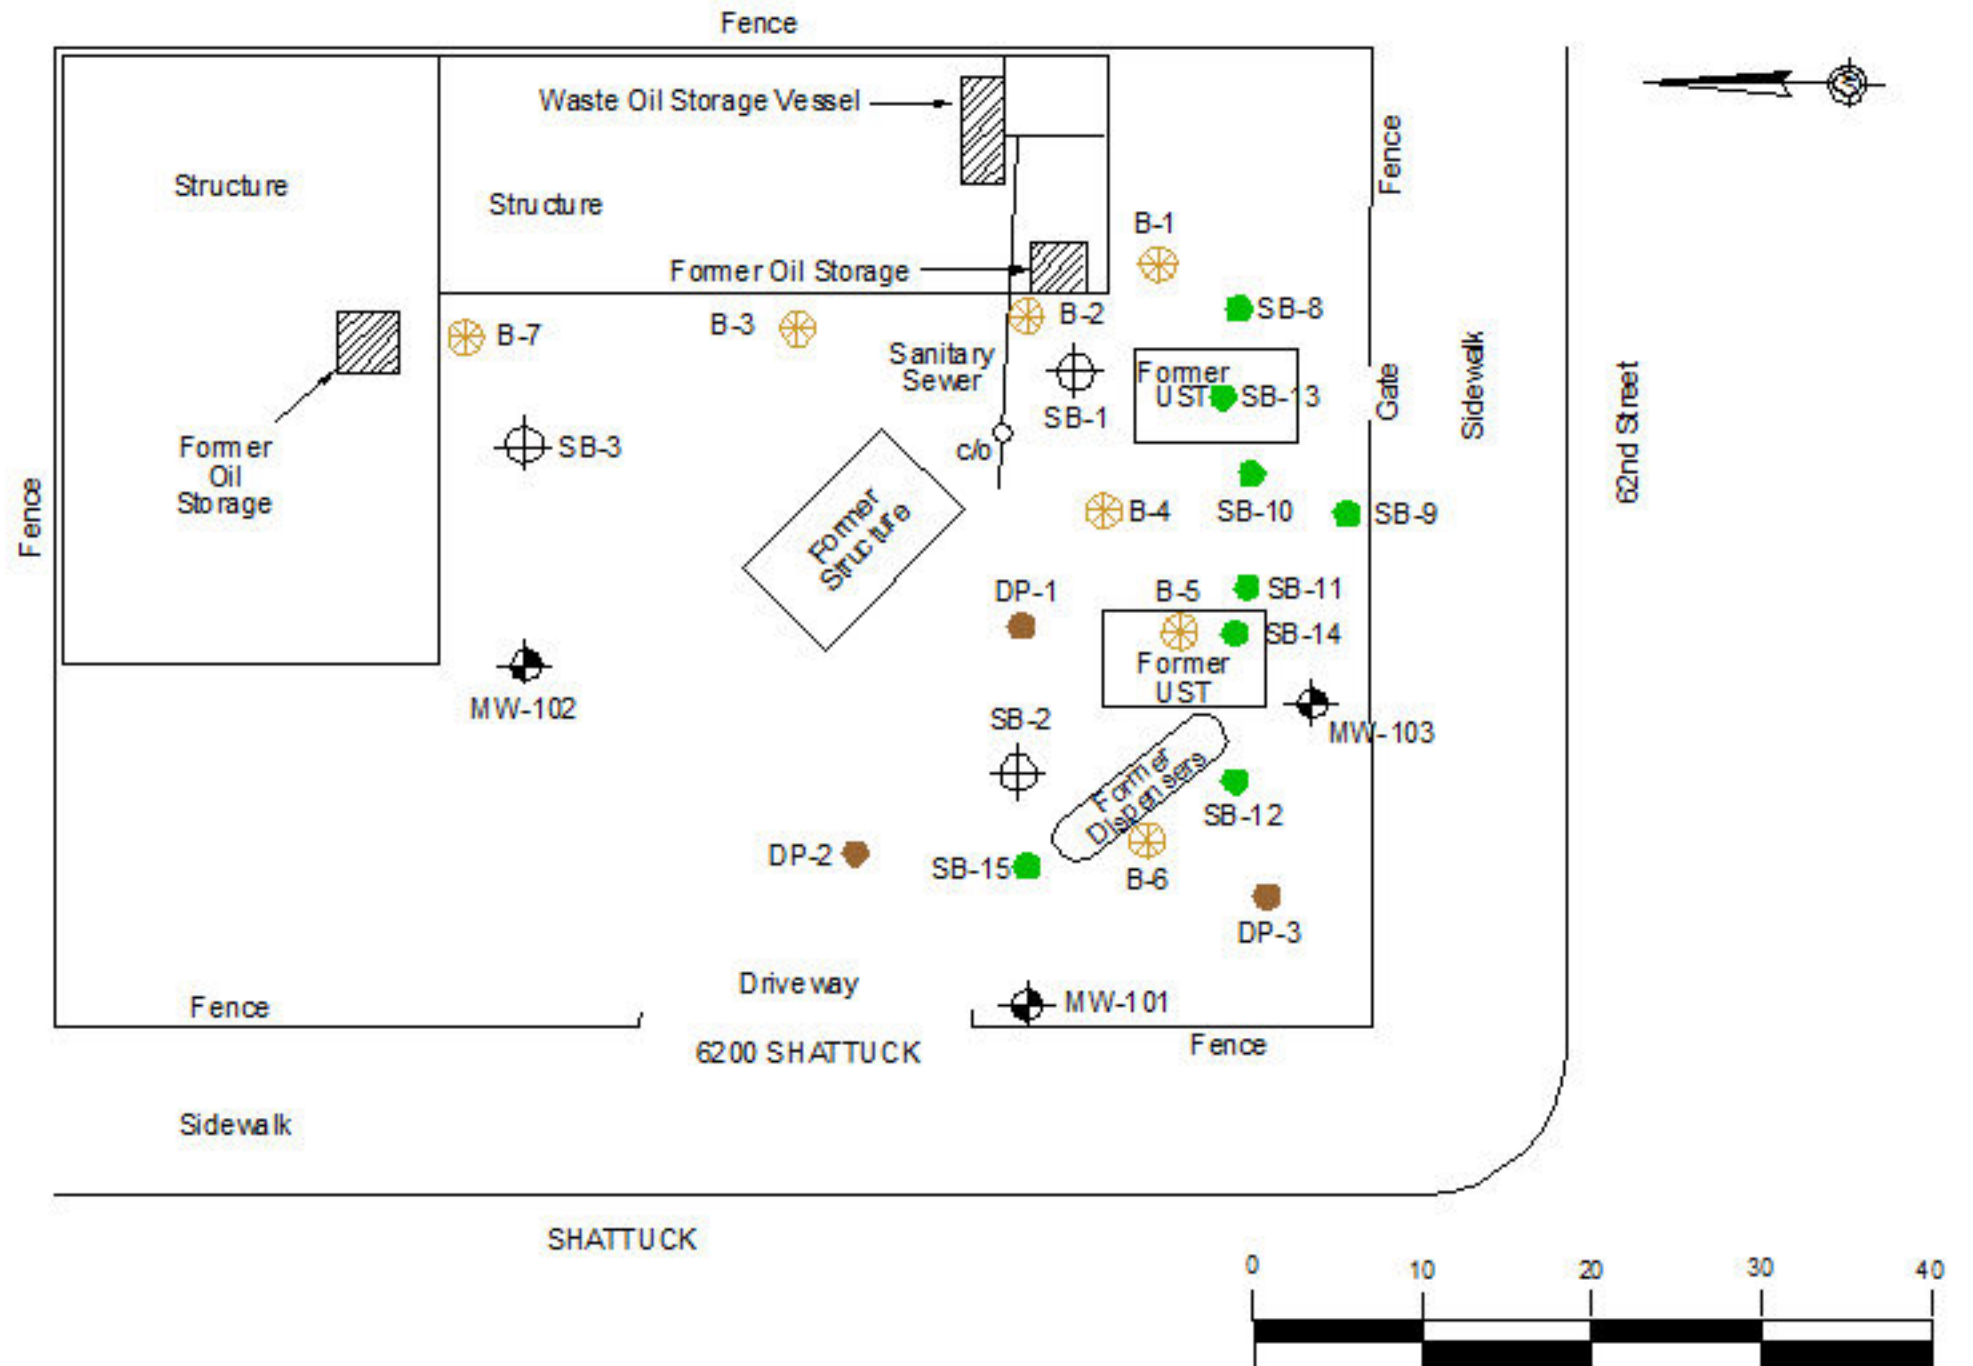 Fence
Waste Oil Storage Vessel
Structure
Structure
Fence
B-1
Former Oil Storage
SB-8
B-7
B-3
B-2
Sanitary
Sewer
SB-1
Former
UST
SB-13
Gate
Sidewalk
62nd Street
Former
Oil
Storage
SB-3
c/o
Fence
Former
Structure
B-4
SB-10
SB-9
DP-1
B-5
SB-11
SB-14
Former
UST
MW-102
SB-2
MW-103
Former
Dispensers
SB-12
DP-2
SB-15
B-6
DP-3
Driveway
MW-101
Fence
6200 SHATTUCK
Fence
Sidewalk
SHATTUCK
0 10 20 30 40